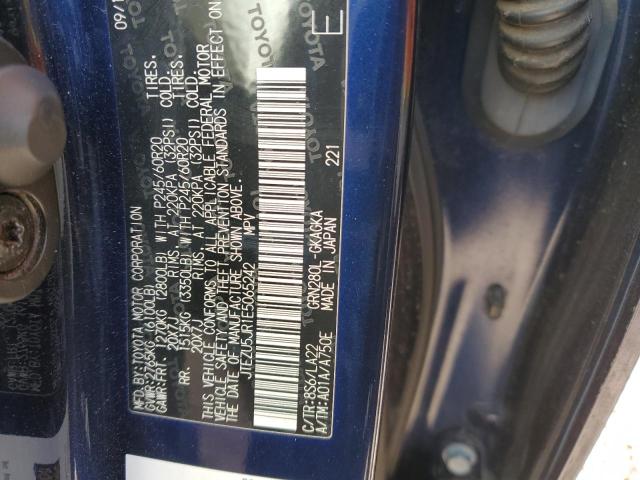 09/1
MFD.BY:TOYOTA MOTOR CORPORATION
GVWR:2765KG (6100LB)
GAWR:FRT. 1270KG (2800LB) WITH P245/60R20 TIRES.
20X7J RIMS AT 220KPA (32PSI) COLD.
RR. 1515KG (3350LB) WITH P245/60R20 TIRES.
20X7J RIMS AT 220KPA (32PSI) COLD.
THIS VEHICLE CONFORMS TO ALL APPLICABLE FEDERAL MOTOR
VEHICLE SAFETY AND THEFT PREVENTION STANDARDS IN EFFECT ON
THE DATE OF MANUFACTURE SHOWN ABOVE.
JTEZU5JR1E5065242 MPV
C/TR:8S6/LA22 GRN280L-GKAGKA
A/TM:A01A/A750E MADE IN JAPAN
221
E
TOYOTA